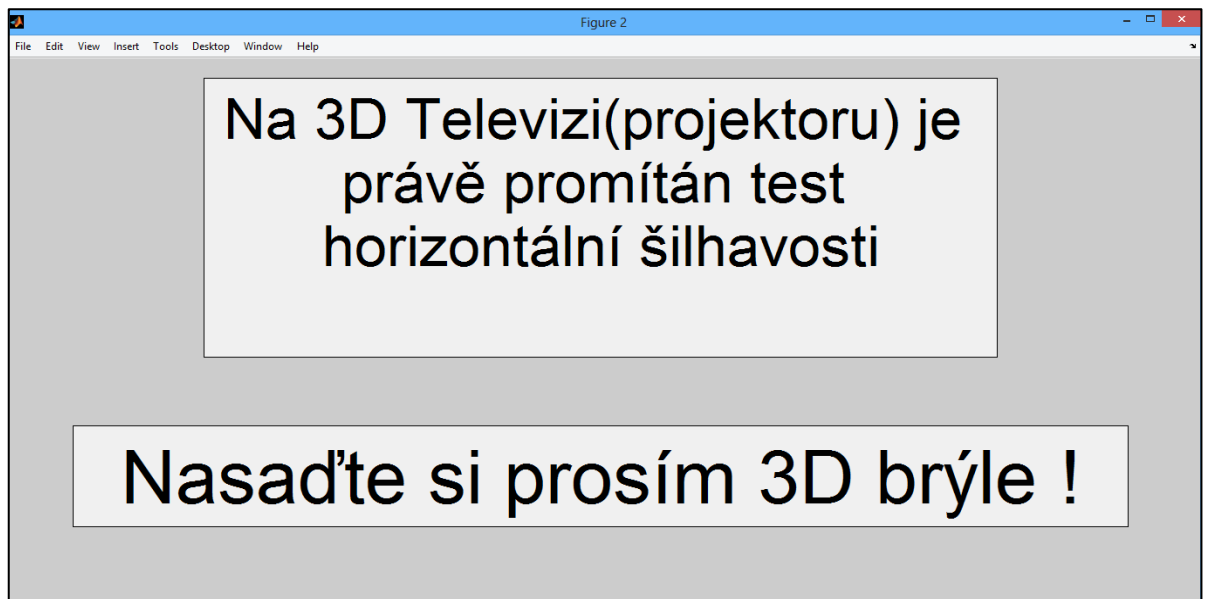 Figure 2
File Edit View Insert Tools Desktop Window Help
Na 3D Televizi(projektoru) je
právě promítán test
horizontální šilhavosti
Nasaďte si prosím 3D brýle !